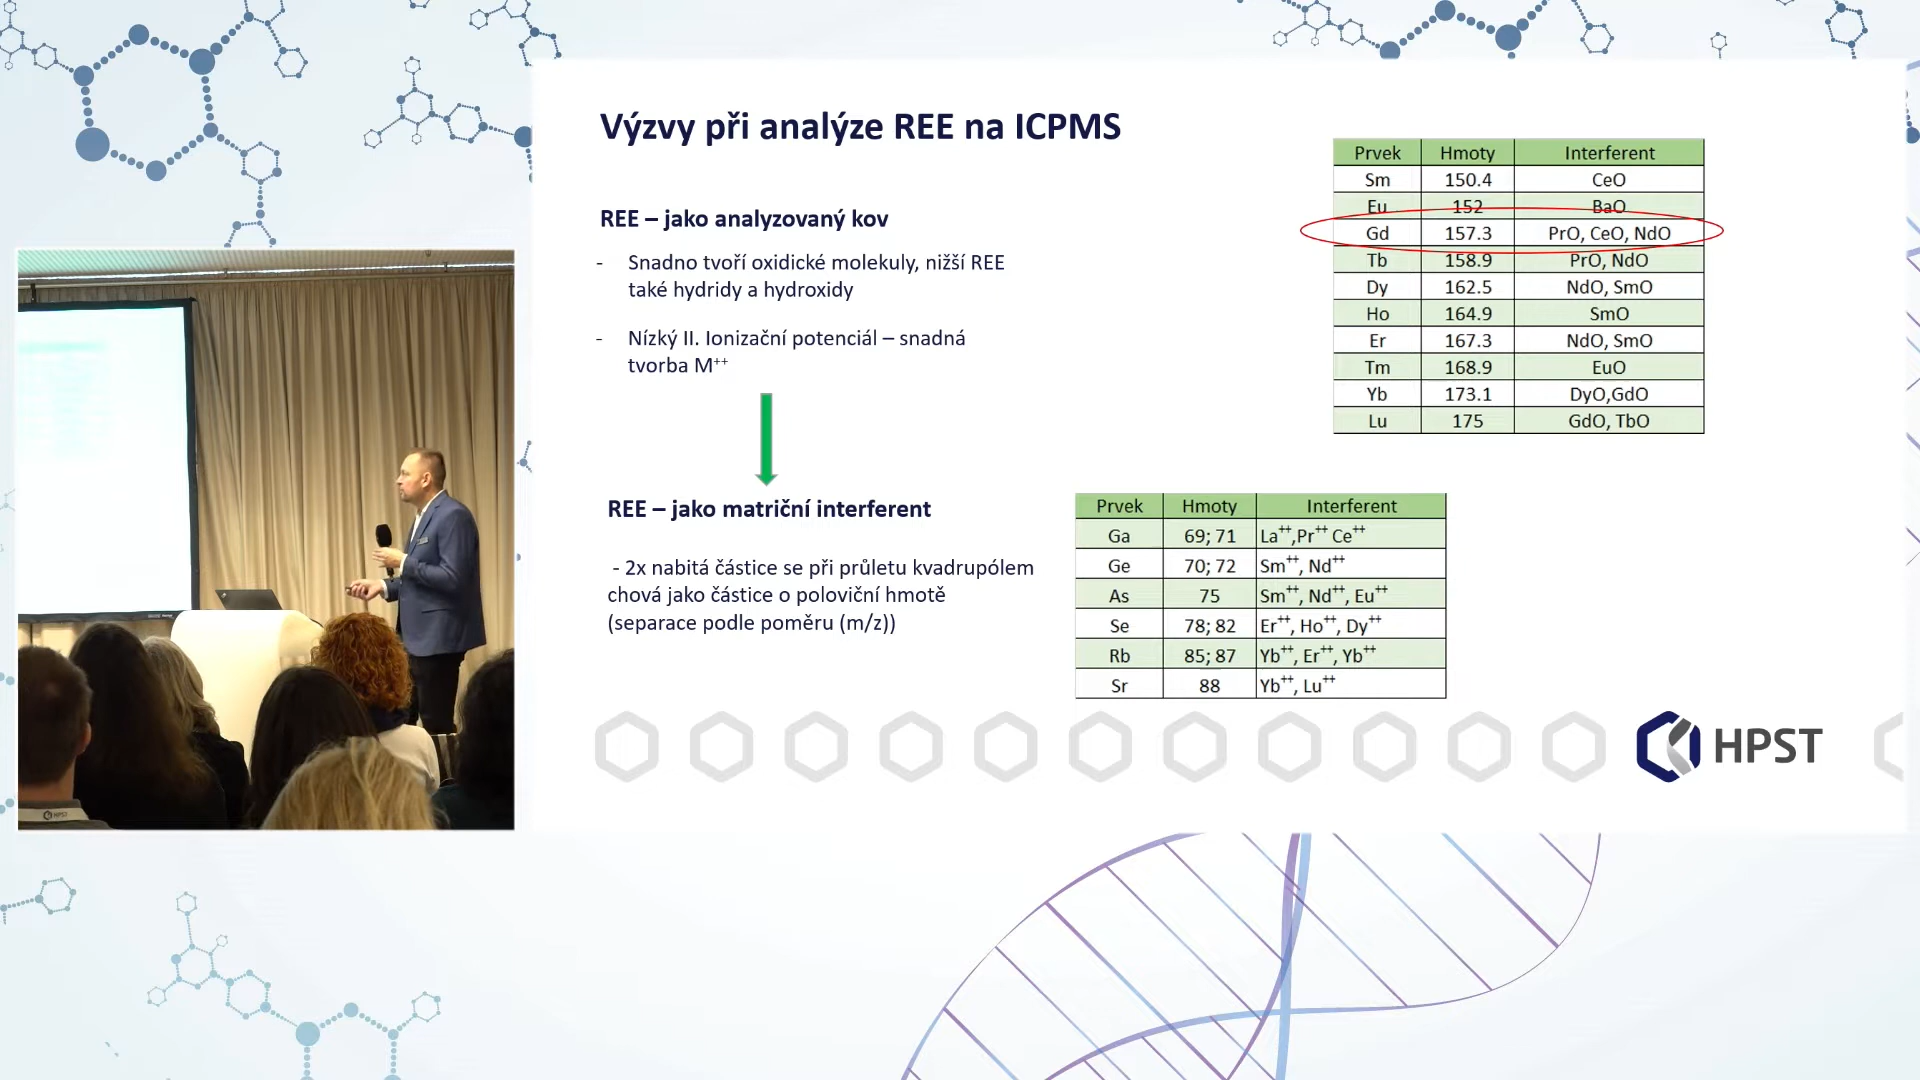 Výzvy při analýze REE na ICPMS
REE – jako analyzovaný kov
- Snadno tvoří oxidické molekuly, nižší REE
také hydridy a hydroxidy
- Nízký II. Ionizační potenciál – snadná
tvorba M⁺⁺
REE – jako matriční interferent
- 2x nabitá částice se při průletu kvadrupólem
chová jako částice o poloviční hmotě
(separace podle poměru (m/z))
Prvek Hmoty Interferent
Sm 150.4 CeO
Eu 152 BaO
Gd 157.3 PrO, CeO, NdO
Tb 158.9 PrO, NdO
Dy 162.5 NdO, SmO
Ho 164.9 SmO
Er 167.3 NdO, SmO
Tm 168.9 EuO
Yb 173.1 DyO,GdO
Lu 175 GdO, TbO
Prvek Hmoty Interferent
Ga 69; 71 La⁺⁺,Pr⁺⁺ Ce⁺⁺
Ge 70; 72 Sm⁺⁺, Nd⁺⁺
As 75 Sm⁺⁺, Nd⁺⁺, Eu⁺⁺
Se 78; 82 Er⁺⁺, Ho⁺⁺, Dy⁺⁺
Rb 85; 87 Yb⁺⁺, Er⁺⁺, Yb⁺⁺
Sr 88 Yb⁺⁺, Lu⁺⁺
HPST
HPST